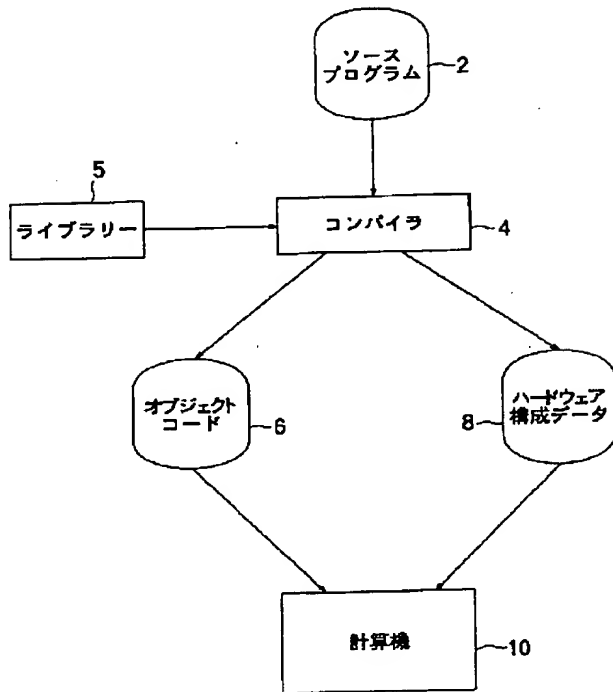 ソース
プログラム
2
5
ライブラリー
コンパイラ
4
オブジェクト
コード
6
ハードウェア
構成データ
8
計算機
10